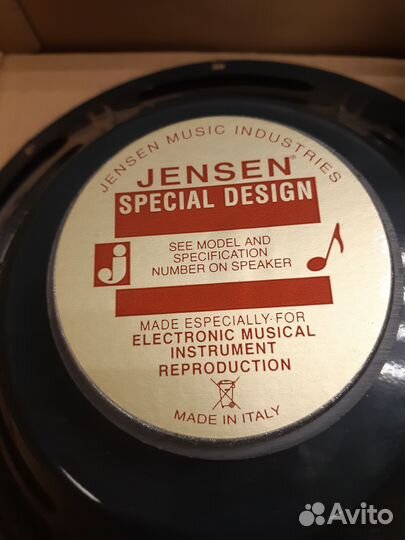 JENSEN MUSIC INDUSTRIES
JENSEN®
SPECIAL DESIGN
j
SEE MODEL AND
SPECIFICATION
NUMBER ON SPEAKER
MADE ESPECIALLY FOR
ELECTRONIC MUSICAL
INSTRUMENT
REPRODUCTION
MADE IN ITALY
Avito